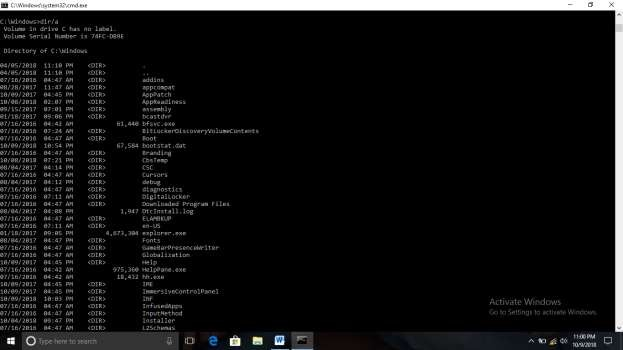 C:\Windows\system32\cmd.exe
C:\Windows>dir/a
Volume in drive C has no label.
Volume Serial Number is 74FC-DB9E
Directory of C:\Windows
04/05/2018 11:10 PM <DIR> .
04/05/2018 11:10 PM <DIR> ..
07/16/2016 04:47 AM <DIR> addins
08/28/2017 11:47 AM <DIR> appcompat
10/09/2017 04:45 PM <DIR> AppPatch
10/08/2018 02:07 PM <DIR> AppReadiness
09/15/2017 07:01 PM <DIR> assembly
01/18/2017 09:06 PM <DIR> bcastdvr
07/16/2016 04:42 AM 61,440 bfsvc.exe
07/16/2016 07:24 AM <DIR> BitLockerDiscoveryVolumeContents
07/16/2016 04:47 AM <DIR> Boot
10/09/2018 10:54 PM 67,584 bootstat.dat
07/16/2016 04:47 AM <DIR> Branding
10/08/2018 07:21 PM <DIR> CbsTemp
08/04/2017 04:14 PM <DIR> CSC
07/16/2016 04:47 AM <DIR> Cursors
08/04/2017 04:12 PM <DIR> debug
07/16/2016 04:47 AM <DIR> diagnostics
07/16/2016 07:11 AM <DIR> DigitalLocker
07/16/2016 04:47 AM <DIR> Downloaded Program Files
08/04/2017 04:09 PM 1,947 DtcInstall.log
07/16/2016 04:47 AM <DIR> ELAMBKUP
07/16/2016 07:11 AM <DIR> en-US
01/18/2017 09:05 PM 4,673,304 explorer.exe
08/04/2017 04:47 AM <DIR> Fonts
07/16/2016 04:47 AM <DIR> GameBarPresenceWriter
07/16/2016 04:47 AM <DIR> Globalization
10/09/2017 04:45 PM <DIR> Help
07/16/2016 04:42 AM 975,360 HelpPane.exe
07/16/2016 04:42 AM 18,432 hh.exe
10/09/2017 04:45 PM <DIR> IME
10/09/2017 04:45 PM <DIR> ImmersiveControlPanel
10/09/2018 10:03 PM <DIR> INF
07/16/2016 04:47 AM <DIR> InfusedApps
07/16/2016 04:47 AM <DIR> InputMethod
10/04/2018 05:47 PM <DIR> Installer
07/16/2016 04:47 AM <DIR> L2Schemas
Activate Windows
Go to Settings to activate Windows.
Type here to search
11:00 PM
10/9/2018